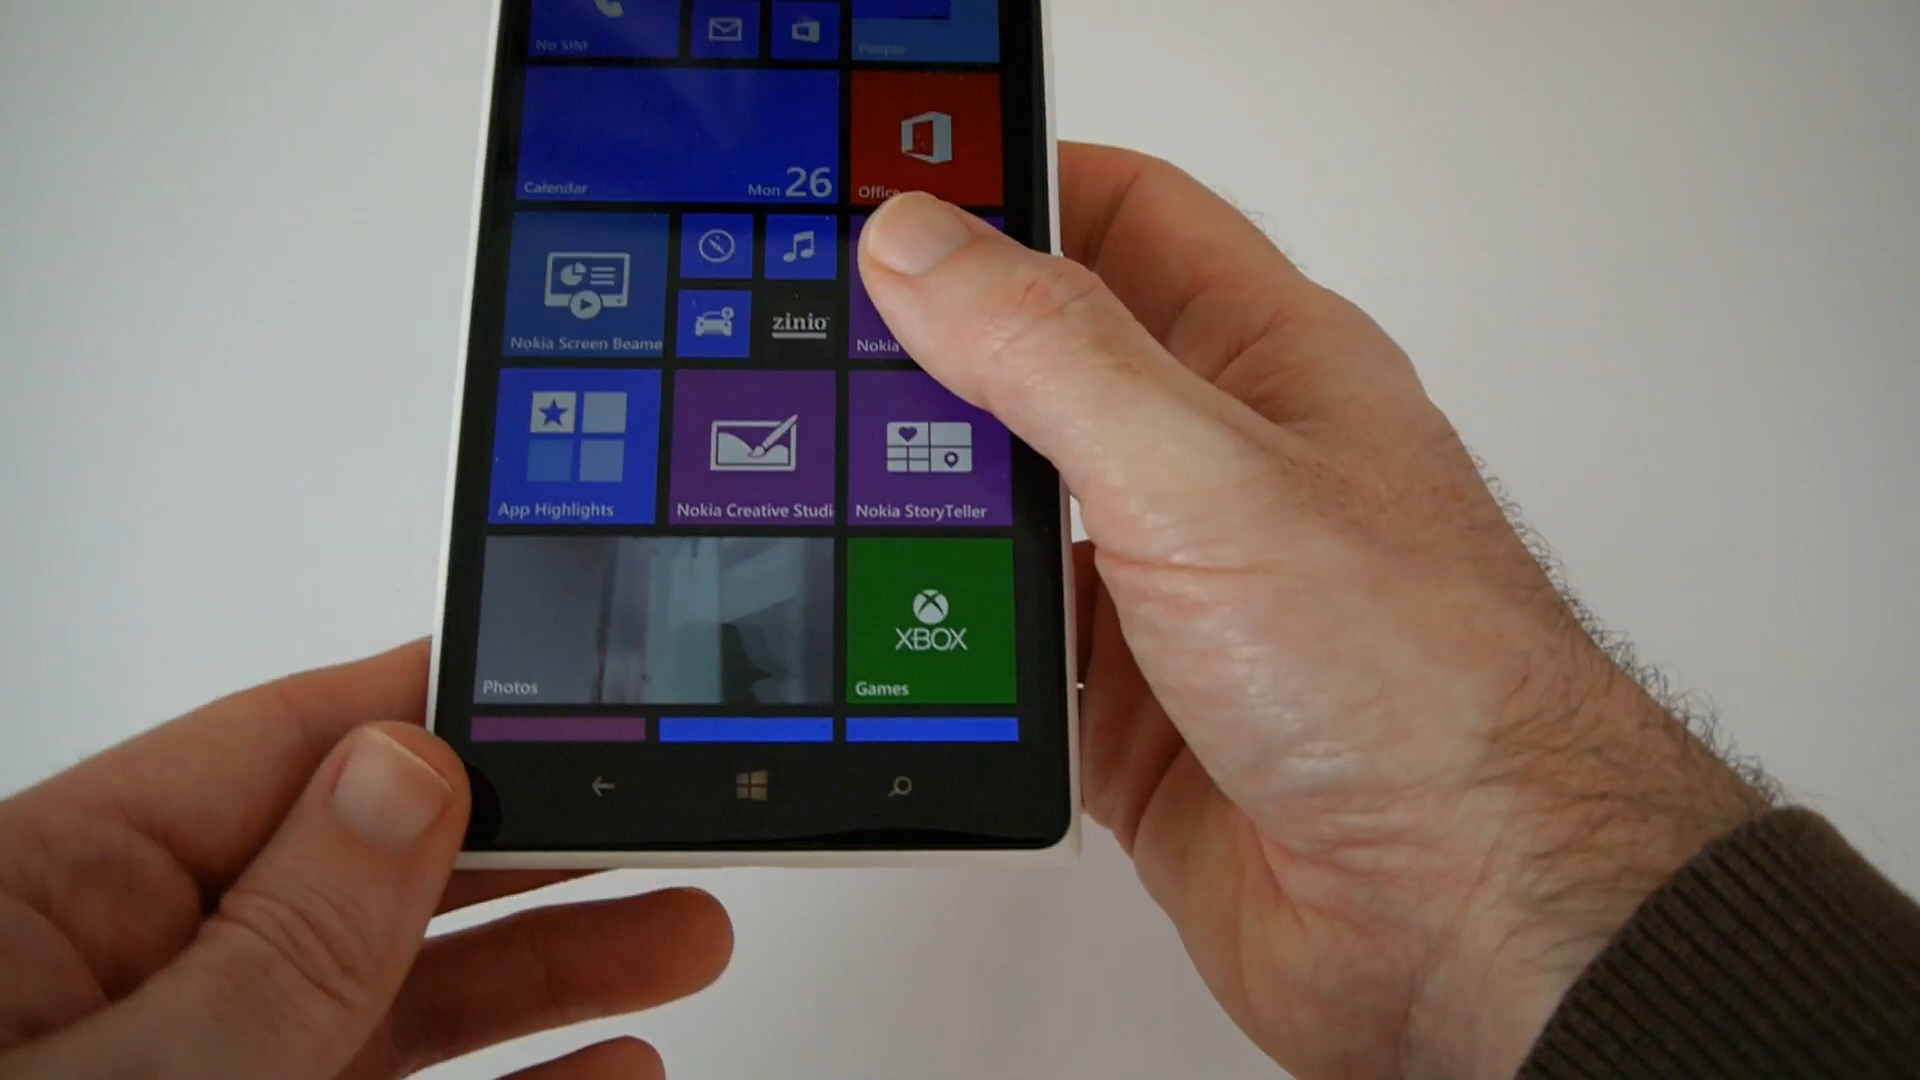 No SIM
People
Calendar
Mon 26
Office
Nokia Screen Beame
zinio
Nokia
App Highlights
Nokia Creative Studi
Nokia StoryTeller
Photos
XBOX
Games